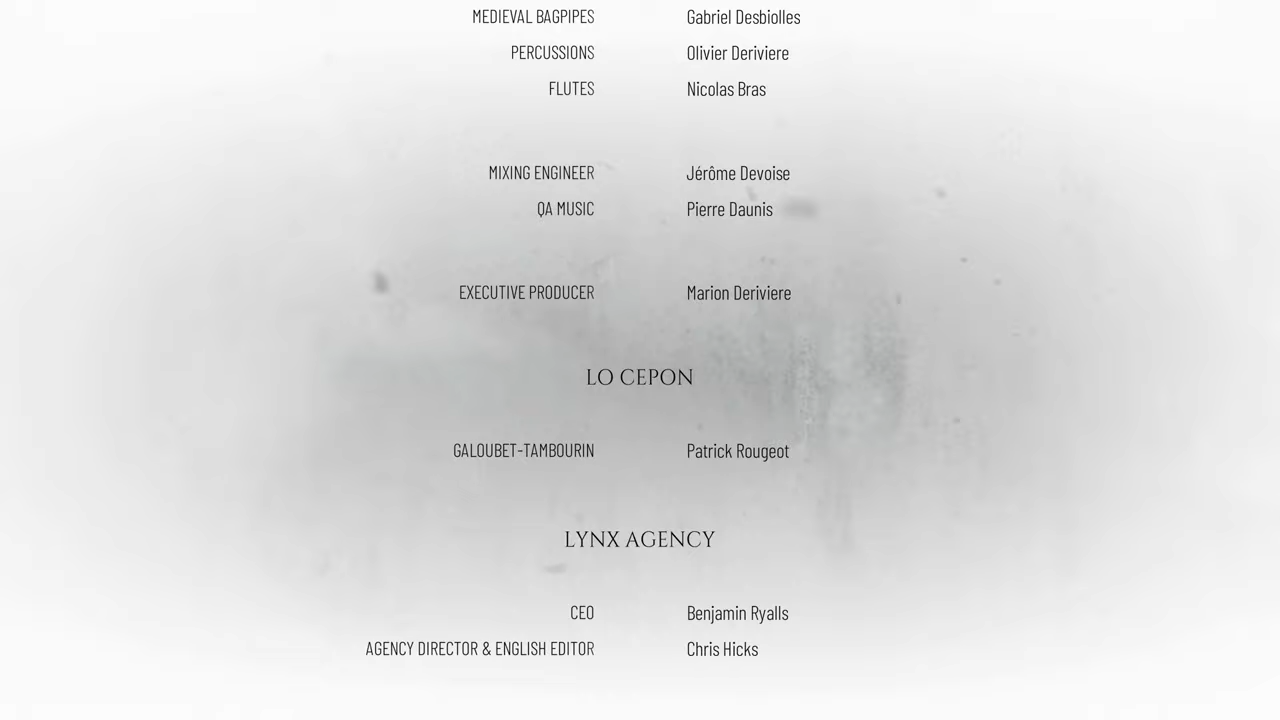 MEDIEVAL BAGPIPES Gabriel Desbiolles
PERCUSSIONS Olivier Deriviere
FLUTES Nicolas Bras
MIXING ENGINEER Jérôme Devoise
QA MUSIC Pierre Daunis
EXECUTIVE PRODUCER Marion Deriviere
LO CEPON
GALOUBET-TAMBOURIN Patrick Rougeot
LYNX AGENCY
CEO Benjamin Ryalls
AGENCY DIRECTOR & ENGLISH EDITOR Chris Hicks